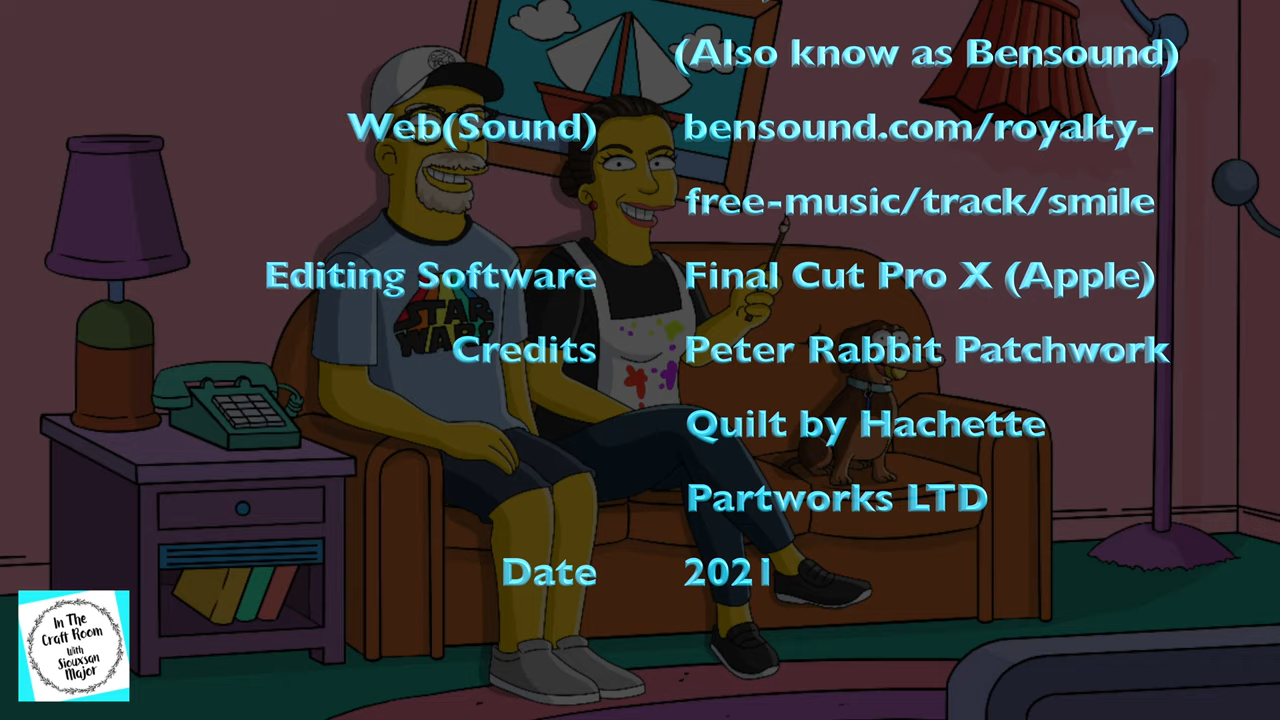 (Also know as Bensound)
Web(Sound) bensound.com/royalty-
free-music/track/smile
Editing Software Final Cut Pro X (Apple)
STAR
WARS
Credits Peter Rabbit Patchwork
Quilt by Hachette
Partworks LTD
Date 2021
In The
Craft Room
With
Siouxsan
Major